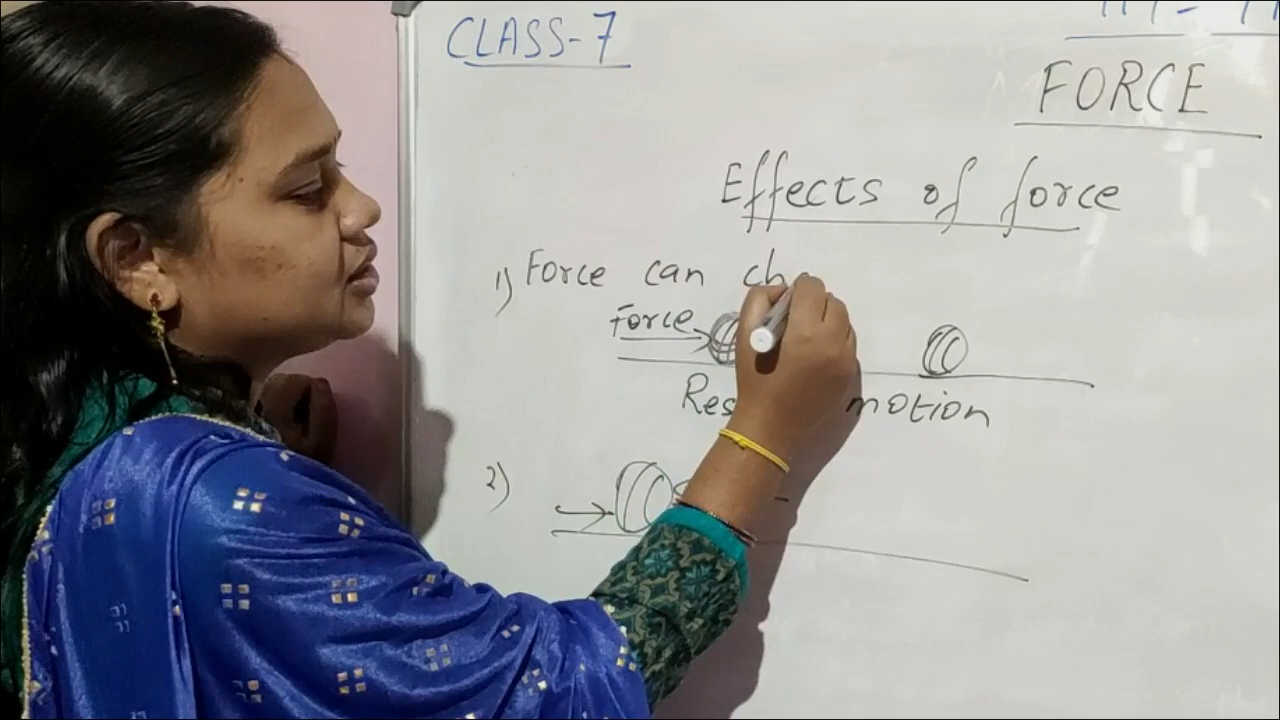 CLASS-7
FORCE
Effects of force
1) Force can ch
Force
Res motion
2)